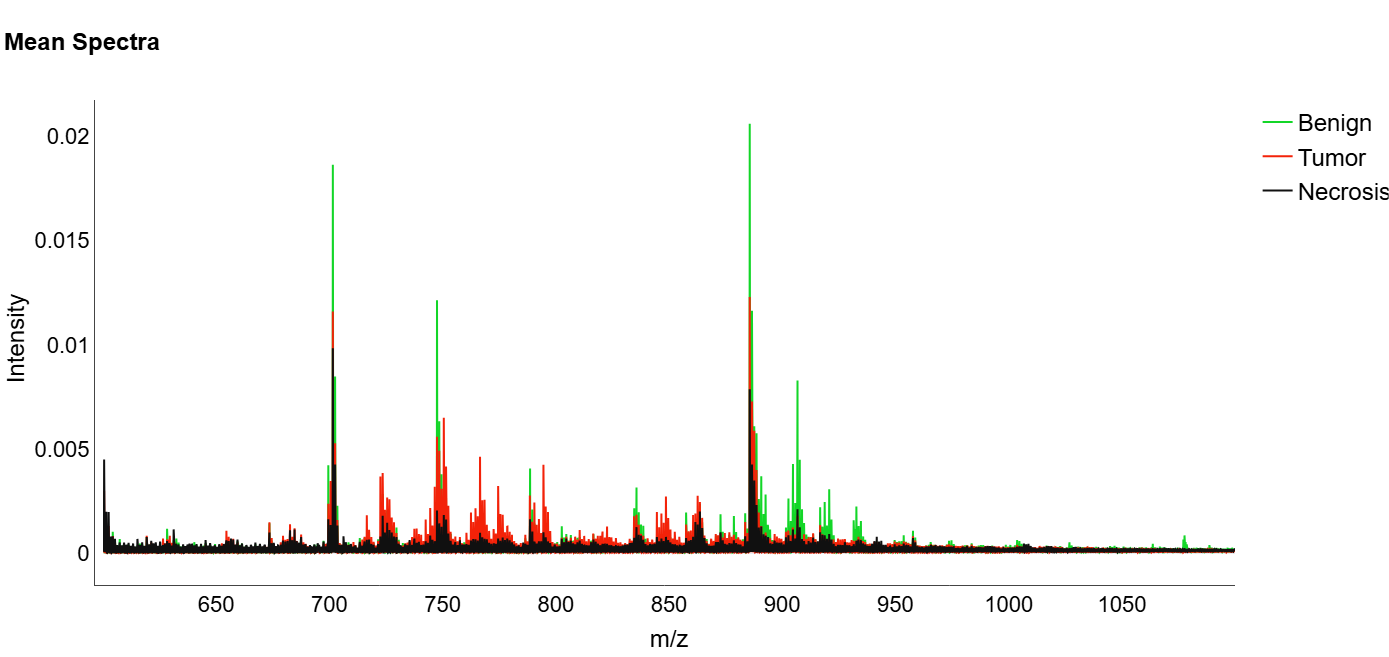 Mean Spectra
Benign
Tumor
Necrosis
Intensity
0.02
0.015
0.01
0.005
0
650 700 750 800 850 900 950 1000 1050
m/z